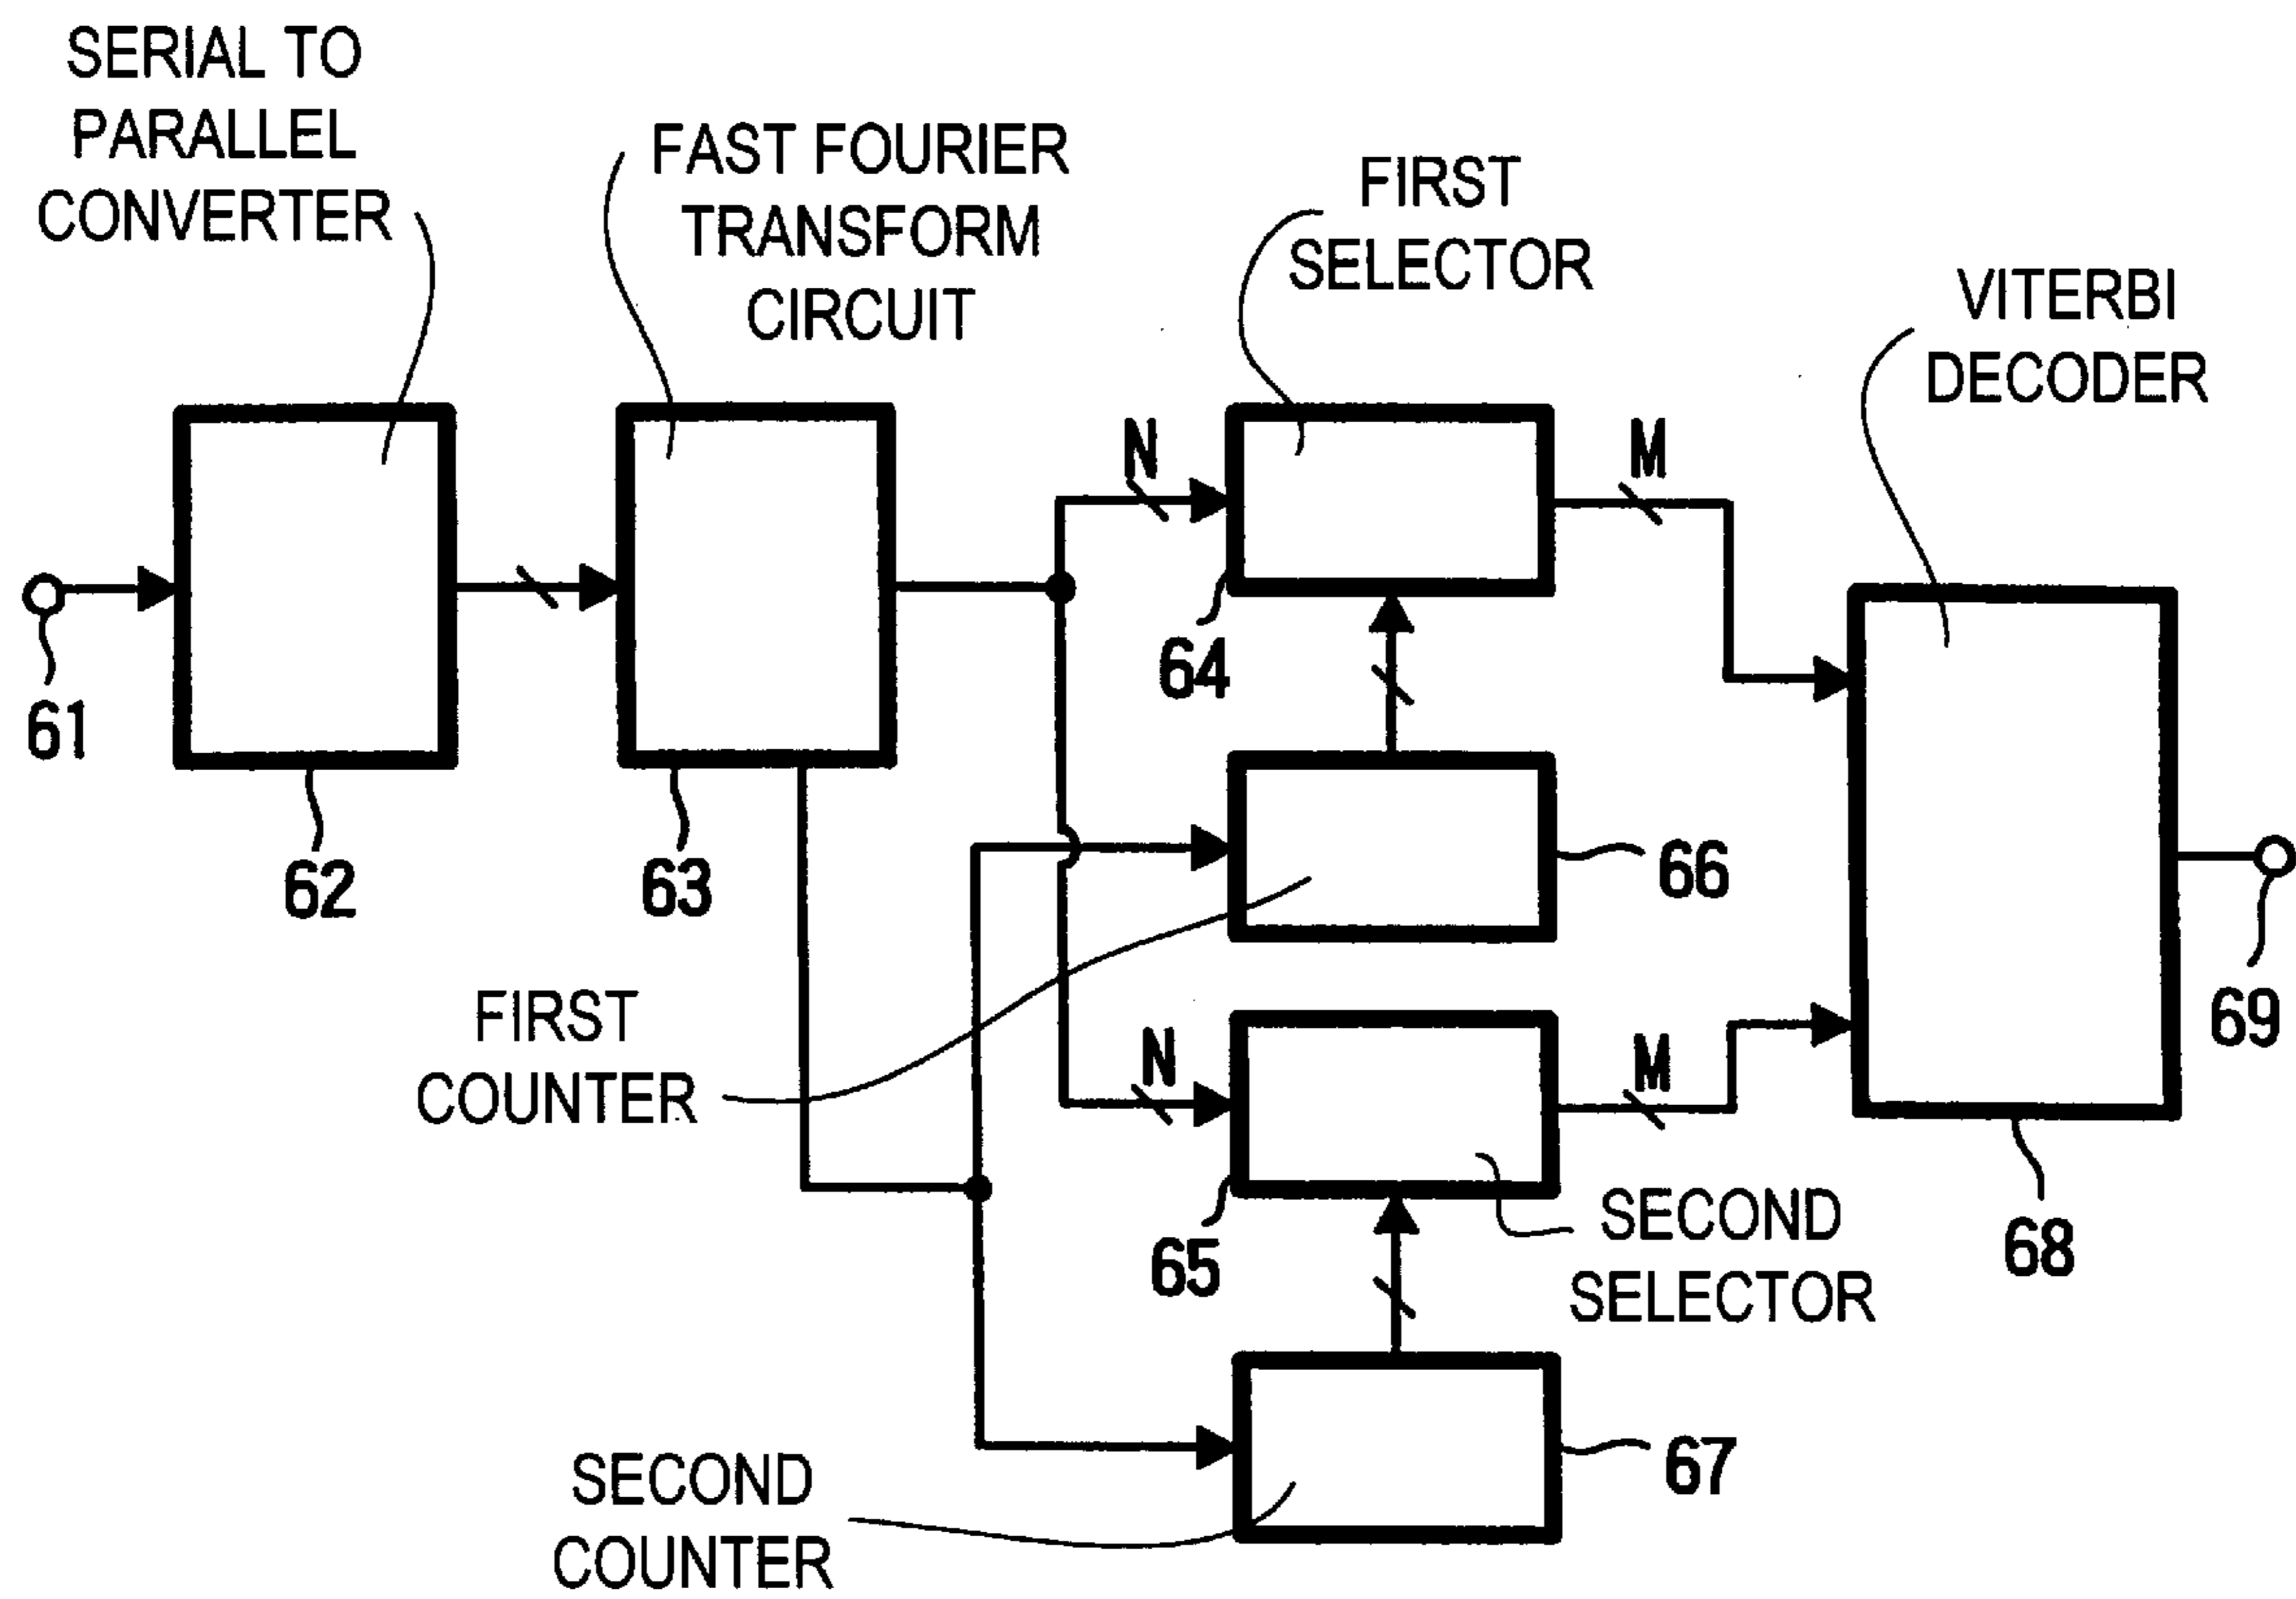 SERIAL TO
PARALLEL
CONVERTER
FAST FOURIER
TRANSFORM
CIRCUIT
FIRST
SELECTOR
VITERBI
DECODER
N
M
61
62
63
64
66
FIRST
COUNTER
N
M
65
SECOND
SELECTOR
68
69
SECOND
COUNTER
67